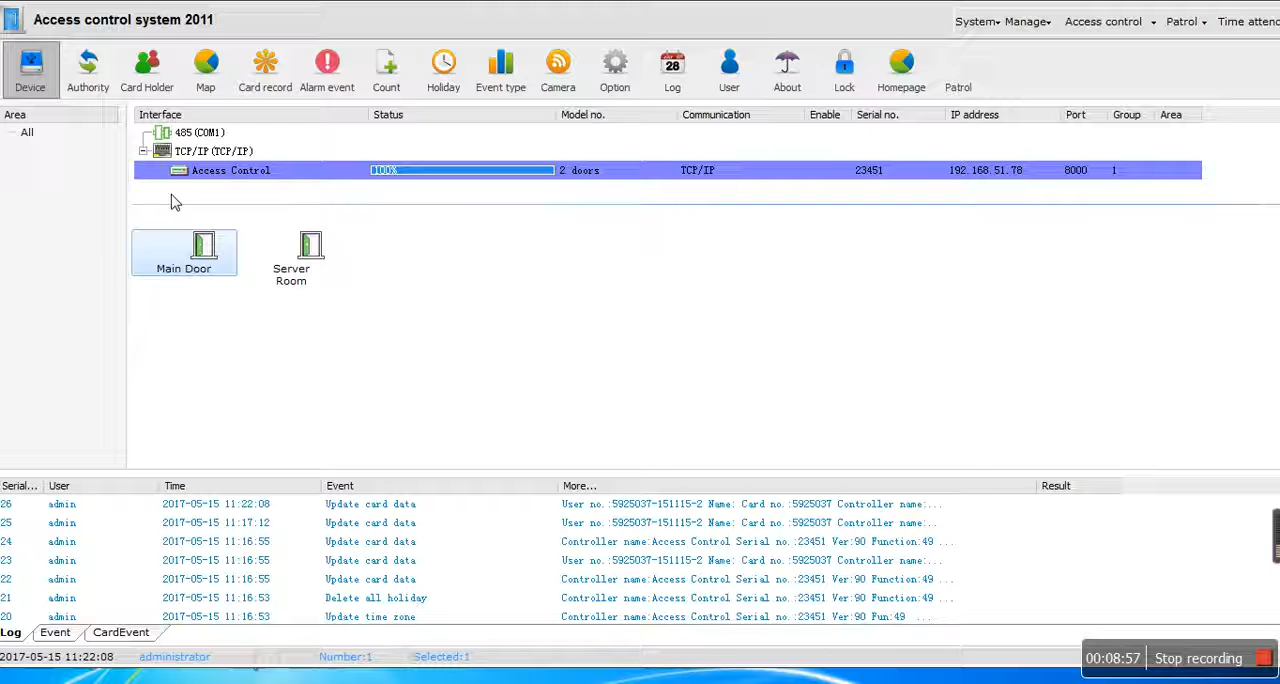 Access control system 2011
System Manage Access control Patrol Time attend
Device Authority Card Holder Map Card record Alarm event Count Holiday Event type Camera Option Log User About Lock Homepage Patrol
28
Area Interface Status Model no. Communication Enable Serial no. IP address Port Group Area
All 485(COM1)
TCP/IP(TCP/IP)
Access Control 100% 2 doors TCP/IP 23451 192.168.51.78 8000 1
Main Door Server
Room
Serial... User Time Event More... Result
26 admin 2017-05-15 11:22:08 Update card data User no.:5925037-151115-2 Name: Card no.:5925037 Controller name:...
25 admin 2017-05-15 11:17:12 Update card data User no.:5925037-151115-2 Name: Card no.:5925037 Controller name:...
24 admin 2017-05-15 11:16:55 Update card data Controller name:Access Control Serial no.:23451 Ver:90 Function:49 ...
23 admin 2017-05-15 11:16:55 Update card data User no.:5925037-151115-2 Name: Card no.:5925037 Controller name:...
22 admin 2017-05-15 11:16:55 Update card data Controller name:Access Control Serial no.:23451 Ver:90 Function:49 ...
21 admin 2017-05-15 11:16:53 Delete all holiday Controller name:Access Control Serial no.:23451 Ver:90 Function:49 ...
20 admin 2017-05-15 11:16:53 Update time zone Controller name:Access Control Serial no.:23451 Ver:90 Fun:49 ...
Log Event CardEvent
2017-05-15 11:22:08 administrator Number:1 Selected:1
00:08:57 Stop recording